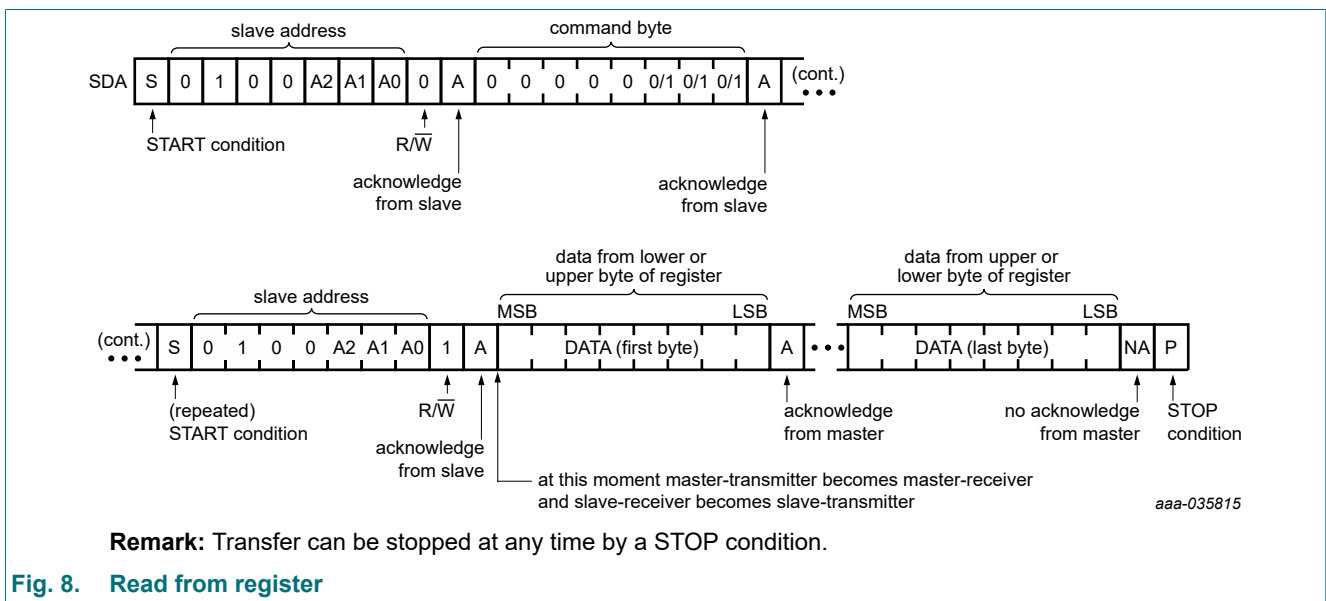 slave address
command byte
SDA S 0 1 0 0 A2 A1 A0 0 A 0 0 0 0 0 0/1 0/1 0/1 A (cont.)
START condition
R/W̅
acknowledge
from slave
acknowledge
from slave
data from lower or
upper byte of register
data from upper or
lower byte of register
slave address
MSB LSB MSB LSB
(cont.) S 0 1 0 0 A2 A1 A0 1 A DATA (first byte) A DATA (last byte) NA P
(repeated)
START condition
R/W̅
acknowledge
from slave
acknowledge
from master
no acknowledge
from master
STOP
condition
at this moment master-transmitter becomes master-receiver
and slave-receiver becomes slave-transmitter
aaa-035815
Remark: Transfer can be stopped at any time by a STOP condition.
Fig. 8. Read from register